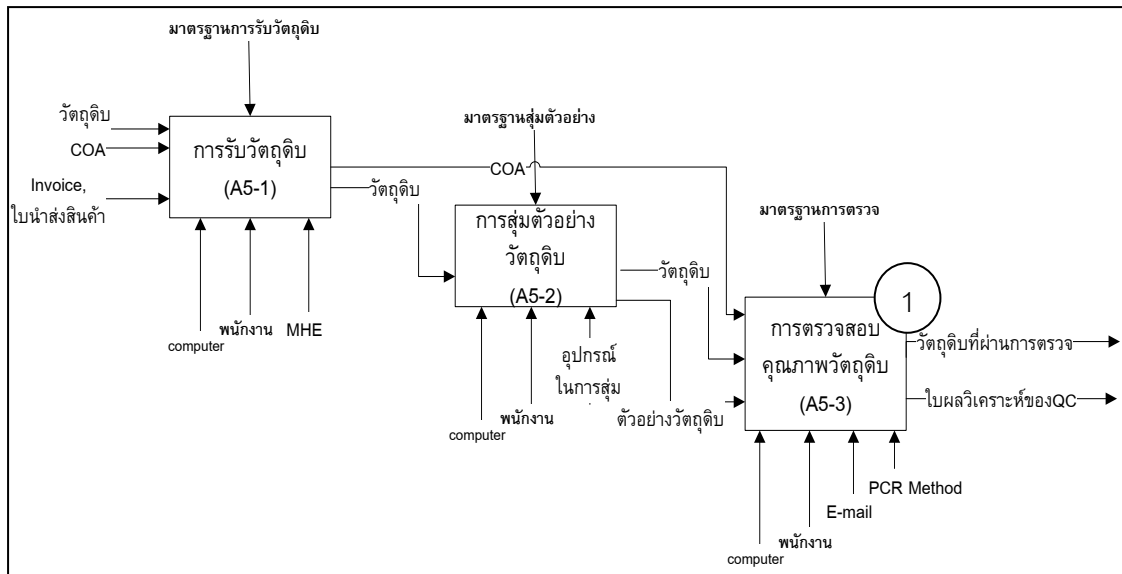 มาตรฐานการรับวัตถุดิบ
วัตถุดิบ
COA
Invoice,
ใบนำส่งสินค้า
การรับวัตถุดิบ
(A5-1)
computer
พนักงาน
MHE
COA
วัตถุดิบ
มาตรฐานสุ่มตัวอย่าง
การสุ่มตัวอย่าง
วัตถุดิบ
(A5-2)
computer
พนักงาน
อุปกรณ์
ในการสุ่ม
วัตถุดิบ
ตัวอย่างวัตถุดิบ
มาตรฐานการตรวจ
1
การตรวจสอบ
คุณภาพวัตถุดิบ
(A5-3)
วัตถุดิบที่ผ่านการตรวจ
ใบผลวิเคราะห์ของQC
computer
พนักงาน
E-mail
PCR Method